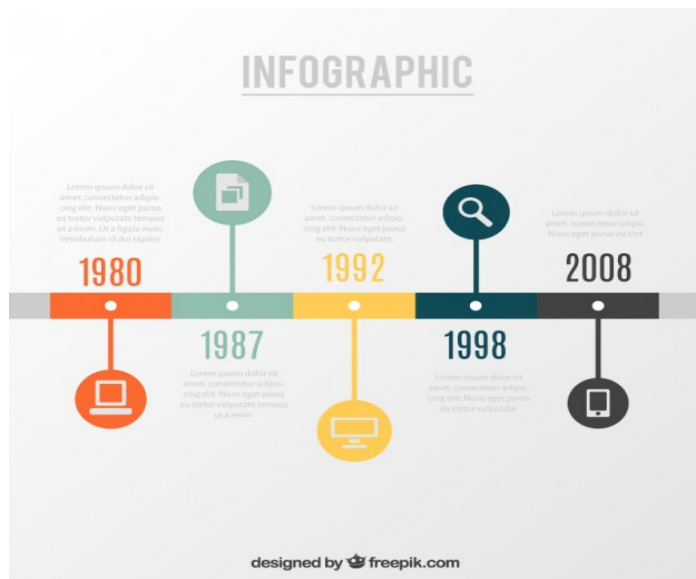 INFOGRAPHIC
Lorem ipsum dolor sit
amet, consectetur adipis-
cing elit. Nunc eget purus
eu tortor vulputate tempus
ut a enim. Ut a ligula nunc.
Vestibulum id dui sapien.
1980
1987
Lorem ipsum dolor sit
amet, consectetur adipis-
cing elit. Nunc eget purus
eu tortor vulputate tempus
ut a enim.
Lorem ipsum dolor sit
amet, consectetur adipis-
cing elit. Nunc eget purus
eu tortor vulputate
1992
1998
Lorem ipsum dolor sit
amet, consectetur adipis-
cing elit. Nunc eget purus
eu tortor vulputate
Lorem ipsum dolor sit
amet, consectetur adipis-
Nunc eget purus eu tort
2008
designed by freepik.com